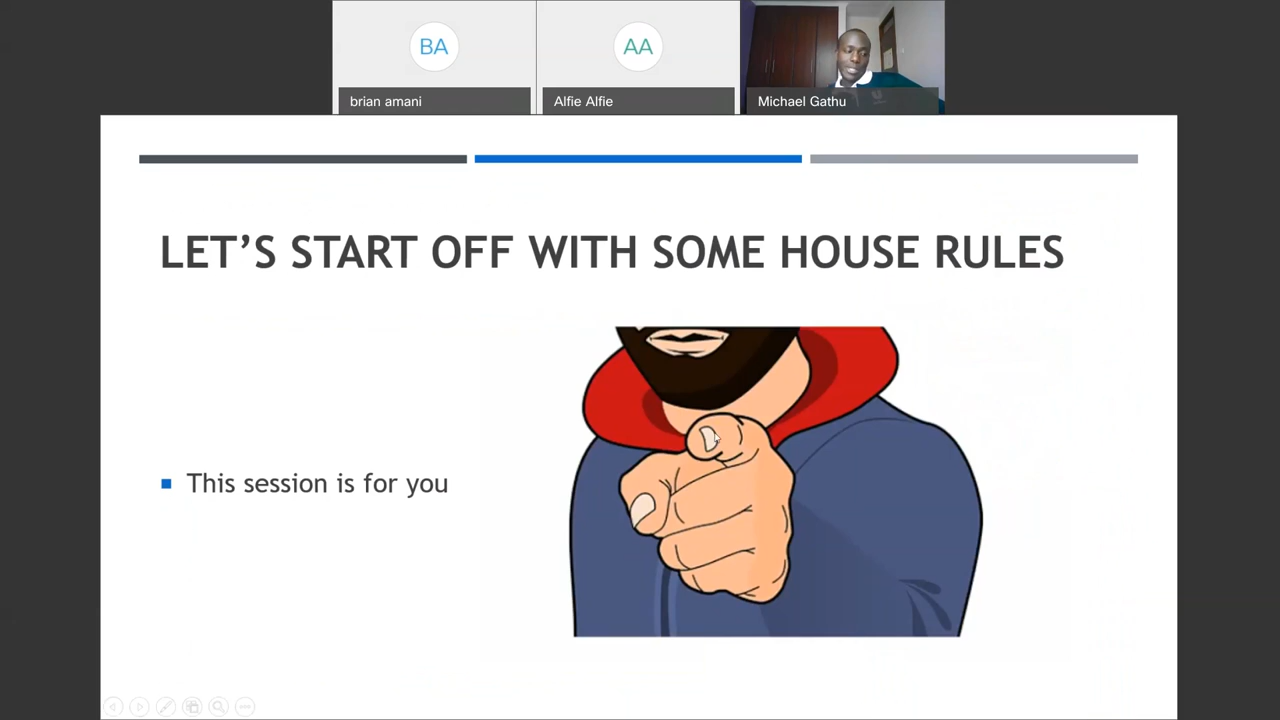 BA
AA
brian amani
Alfie Alfie
Michael Gathu
LET’S START OFF WITH SOME HOUSE RULES
This session is for you